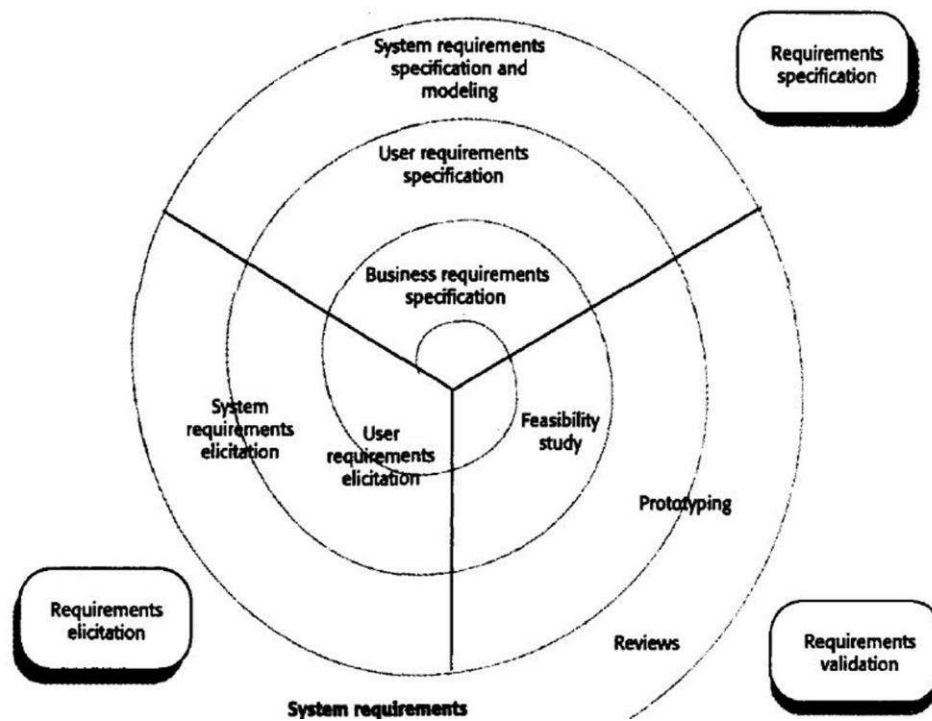 System requirements
specification and
modeling
Requirements
specification
User requirements
specification
Business requirements
specification
System
requirements
elicitation
User
requirements
elicitation
Feasibility
study
Prototyping
Requirements
elicitation
Reviews
Requirements
validation
System requirements